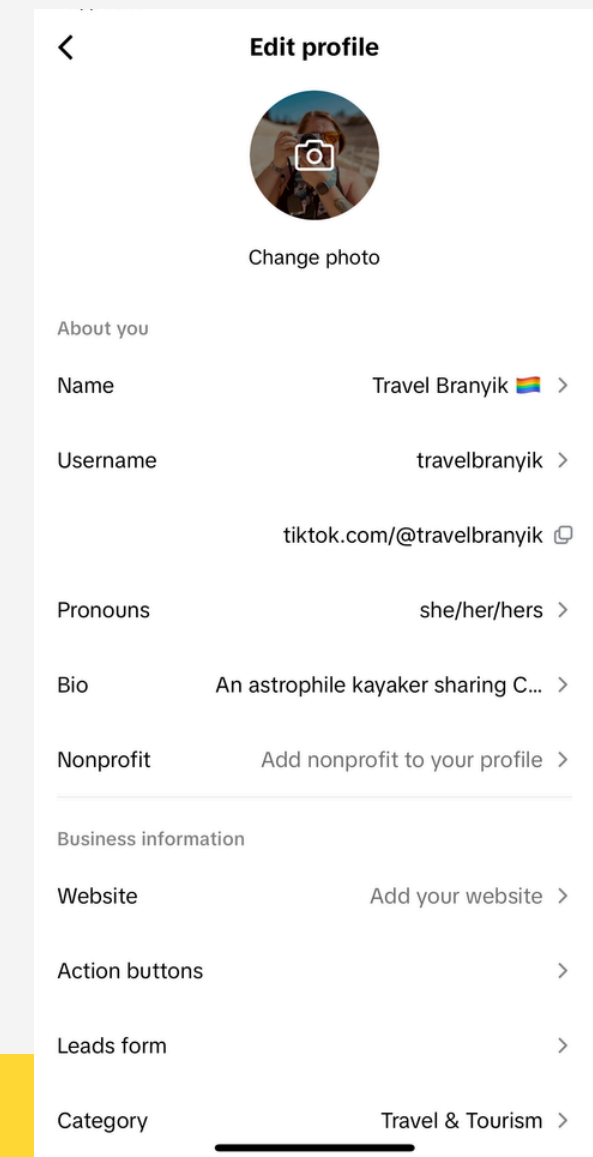 Edit profile
Change photo
About you
Name Travel Branyik 🏳️‍🌈
Username travelbranyik
tiktok.com/@travelbranyik
Pronouns she/her/hers
Bio An astrophile kayaker sharing C...
Nonprofit Add nonprofit to your profile
Business information
Website Add your website
Action buttons
Leads form
Category Travel & Tourism